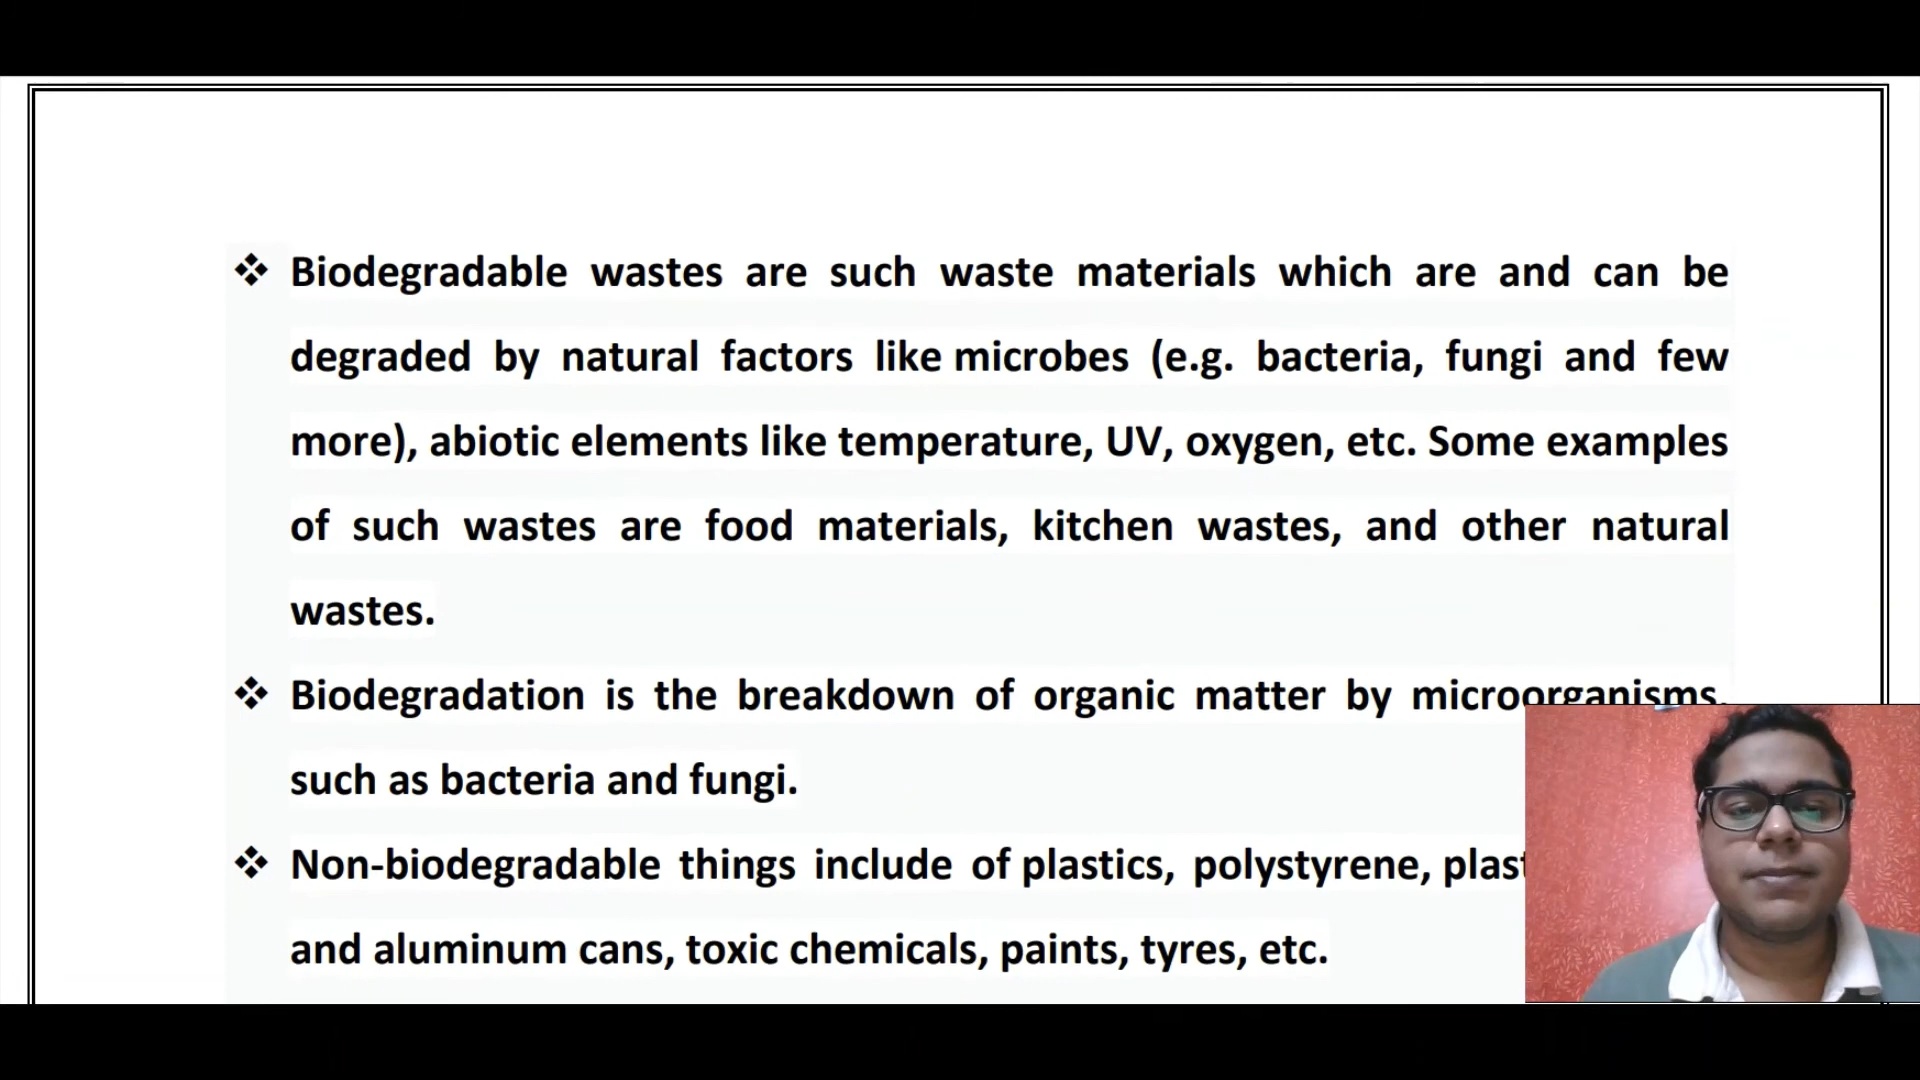 ❖ Biodegradable wastes are such waste materials which are and can be
degraded by natural factors like microbes (e.g. bacteria, fungi and few
more), abiotic elements like temperature, UV, oxygen, etc. Some examples
of such wastes are food materials, kitchen wastes, and other natural
wastes.
❖ Biodegradation is the breakdown of organic matter by microorganisms,
such as bacteria and fungi.
❖ Non-biodegradable things include of plastics, polystyrene,
and aluminum cans, toxic chemicals, paints, tyres, etc.